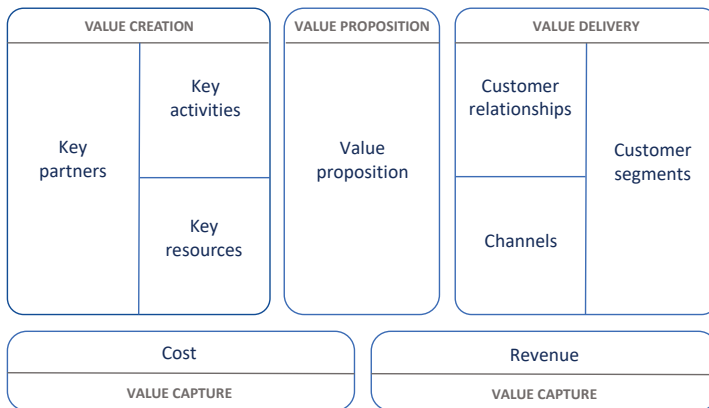 VALUE CREATION
Key
partners
Key
activities
Key
resources
VALUE PROPOSITION
Value
proposition
VALUE DELIVERY
Customer
relationships
Channels
Customer
segments
Cost
VALUE CAPTURE
Revenue
VALUE CAPTURE